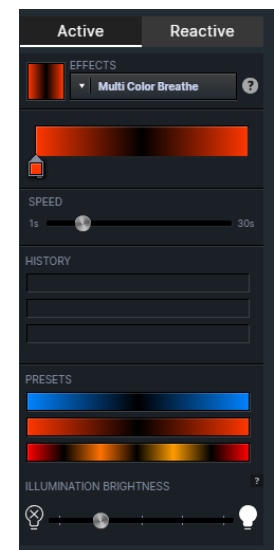 Active Reactive
EFFECTS
Multi Color Breathe ?
SPEED
1s 30s
HISTORY
PRESETS
ILLUMINATION BRIGHTNESS ?